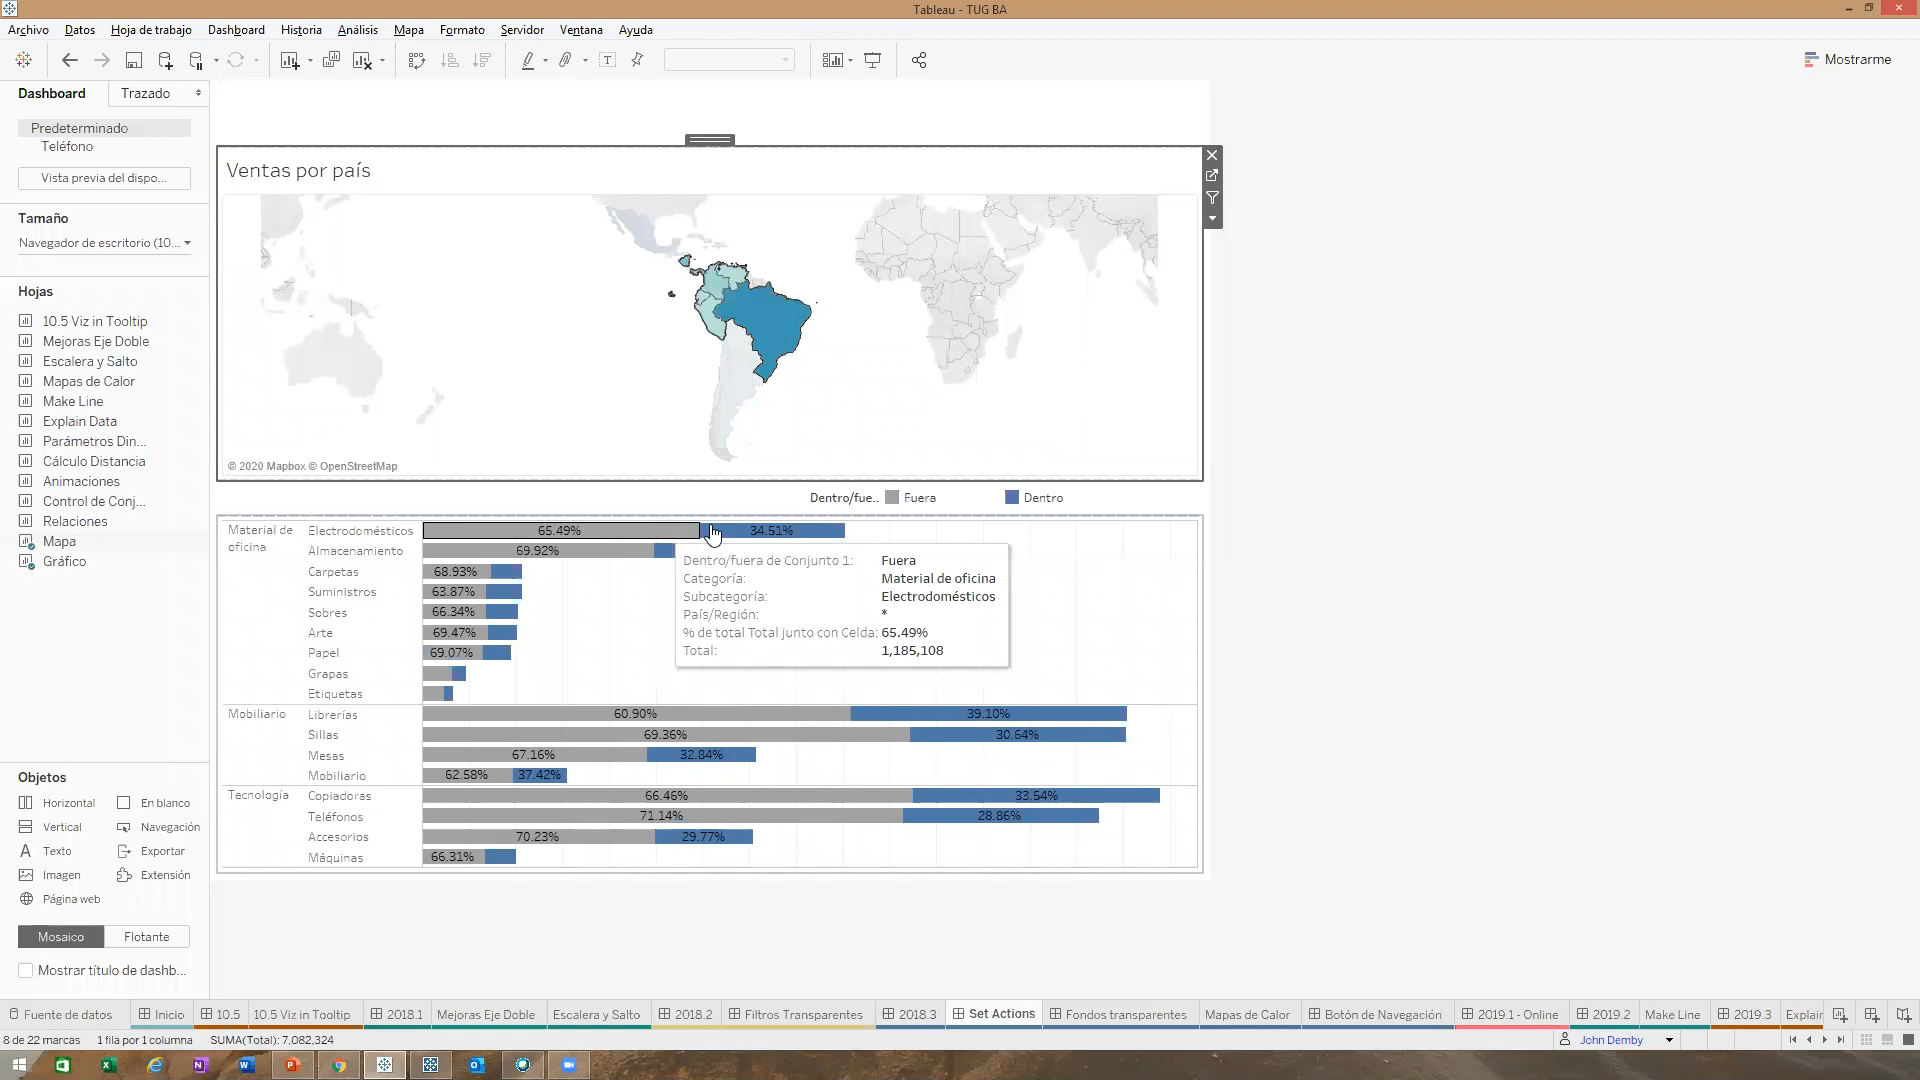 Tableau - TUG BA
Archivo Datos Hoja de trabajo Dashboard Historia Análisis Mapa Formato Servidor Ventana Ayuda
Mostrarme
Dashboard Trazado
Predeterminado
Teléfono
Vista previa del dispo...
Tamaño
Navegador de escritorio (10...
Hojas
10.5 Viz in Tooltip
Mejoras Eje Doble
Escalera y Salto
Mapas de Calor
Make Line
Explain Data
Parámetros Din...
Cálculo Distancia
Animaciones
Control de Conj...
Relaciones
Mapa
Gráfico
Objetos
Horizontal En blanco
Vertical Navegación
Texto Exportar
Imagen Extensión
Página web
Mosaico Flotante
Mostrar título de dashb...
Ventas por país
© 2020 Mapbox © OpenStreetMap
Dentro/fue.. Fuera Dentro
Material de oficina Electrodomésticos 65.49% 34.51%
Almacenamiento 69.92%
Carpetas 68.93%
Suministros 63.87%
Sobres 66.34%
Arte 69.47%
Papel 69.07%
Grapas
Etiquetas
Mobiliario Librerías 60.90% 39.10%
Sillas 69.36% 30.64%
Mesas 67.16% 32.84%
Mobiliario 62.58% 37.42%
Tecnología Copiadoras 66.46% 33.54%
Teléfonos 71.14% 28.86%
Accesorios 70.23% 29.77%
Máquinas 66.31%
Dentro/fuera de Conjunto 1: Fuera
Categoría: Material de oficina
Subcategoría: Electrodomésticos
País/Región: *
% de total Total junto con Celda: 65.49%
Total: 1,185,108
Fuente de datos Inicio 10.5 10.5 Viz in Tooltip 2018.1 Mejoras Eje Doble Escalera y Salto 2018.2 Filtros Transparentes 2018.3 Set Actions Fondos transparentes Mapas de Calor Botón de Navegación 2019.1 - Online 2019.2 Make Line 2019.3 Explair
8 de 22 marcas 1 fila por 1 columna SUMA(Total): 7,082,324 John Demby